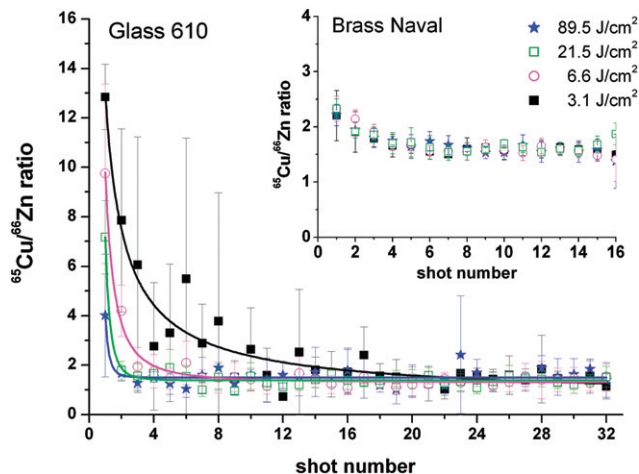 Glass 610
Brass Naval
89.5 J/cm²
21.5 J/cm²
6.6 J/cm²
3.1 J/cm²
⁶⁵Cu/⁶⁶Zn ratio
16
14
12
10
8
6
4
2
0
0 4 8 12 16 20 24 28 32
shot number
⁶⁵Cu/⁶⁶Zn ratio
4
3
2
1
0
0 2 4 6 8 10 12 14 16
shot number